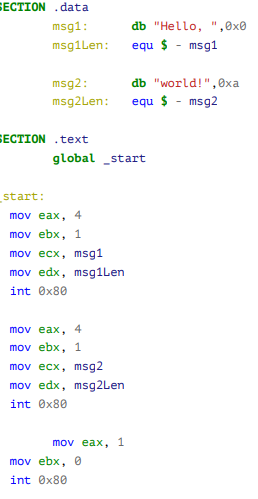 SECTION .data
msg1: db "Hello, ",0x0
msg1Len: equ $ - msg1
msg2: db "world!",0xa
msg2Len: equ $ - msg2
SECTION .text
global _start
_start:
mov eax, 4
mov ebx, 1
mov ecx, msg1
mov edx, msg1Len
int 0x80
mov eax, 4
mov ebx, 1
mov ecx, msg2
mov edx, msg2Len
int 0x80
mov eax, 1
mov ebx, 0
int 0x80